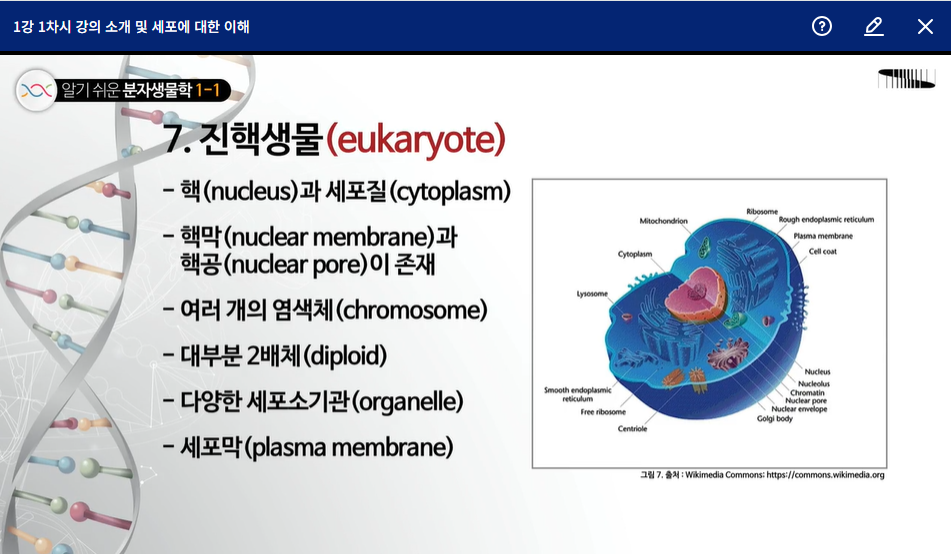 1강 1차시 강의 소개 및 세포에 대한 이해
알기 쉬운 분자생물학 1-1
7. 진핵생물(eukaryote)
- 핵(nucleus)과 세포질(cytoplasm)
- 핵막(nuclear membrane)과
핵공(nuclear pore)이 존재
- 여러 개의 염색체(chromosome)
- 대부분 2배체(diploid)
- 다양한 세포소기관(organelle)
- 세포막(plasma membrane)
Ribosome
Mitochondrion
Rough endoplasmic reticulum
Plasma membrane
Cell coat
Cytoplasm
Lysosome
Nucleus
Nucleolus
Chromatin
Nuclear pore
Nuclear envelope
Golgi body
Smooth endoplasmic
reticulum
Free ribosome
Centriole
그림 7. 출처 : Wikimedia Commons: https://commons.wikimedia.org